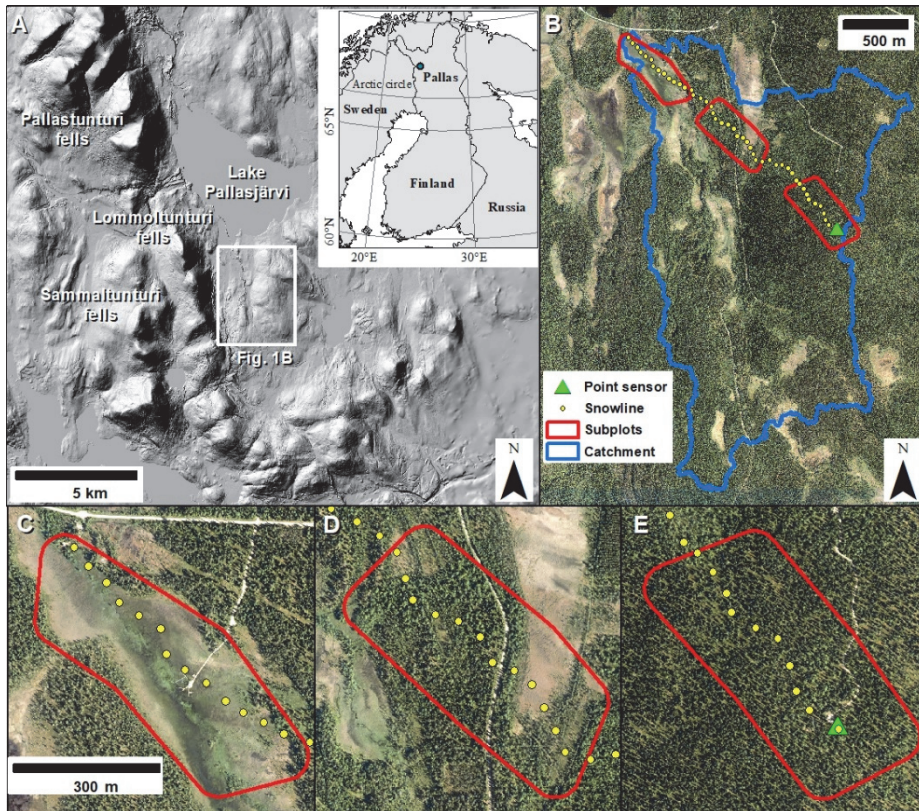 A
Pallastunturi
fells
Lake
Pallasjärvi
Lommoltunturi
fells
Sammaltunturi
fells
Fig. 1B
5 km
N
Arctic circle
Pallas
Sweden
65°N
Finland
Russia
60°N
20°E
30°E
B
500 m
Point sensor
Snowline
Subplots
Catchment
N
C
300 m
D
E